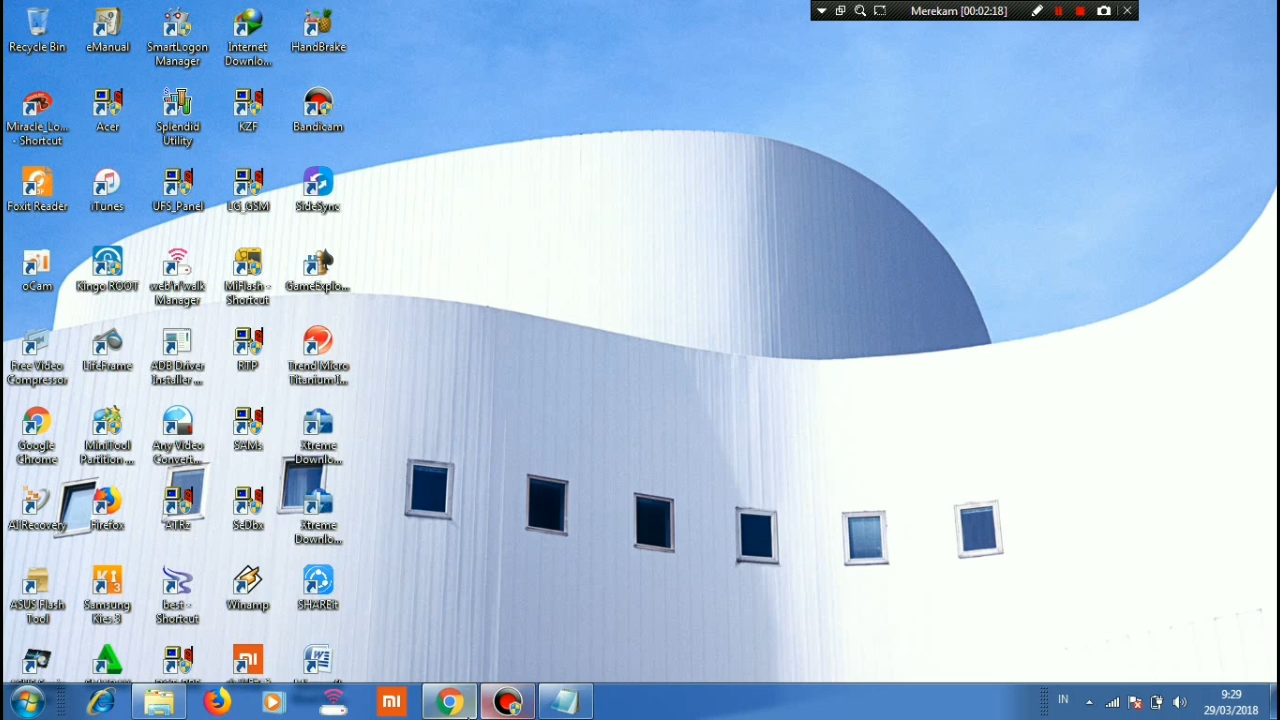 Merekam [00:02:18]
Recycle Bin
eManual
SmartLogon
Manager
Internet
Downlo...
HandBrake
Miracle_Lo...
- Shortcut
Acer
Splendid
Utility
KZF
Bandicam
Foxit Reader
iTunes
UFS_Panel
LG_GSM
SideSync
oCam
Kingo ROOT
web'n'walk
Manager
MiFlash -
Shortcut
GameExplo...
Free Video
Compressor
LifeFrame
ADB Driver
Installer ...
RTP
Trend Micro
Titanium I...
Google
Chrome
MiniTool
Partition ...
Any Video
Convert...
SAMs
Xtreme
Downlo...
AIRecovery
Firefox
ATRz
SeDbx
Xtreme
Downlo...
ASUS Flash
Tool
Samsung
Kies 3
best -
Shortcut
Winamp
SHAREit
IN
9:29
29/03/2018